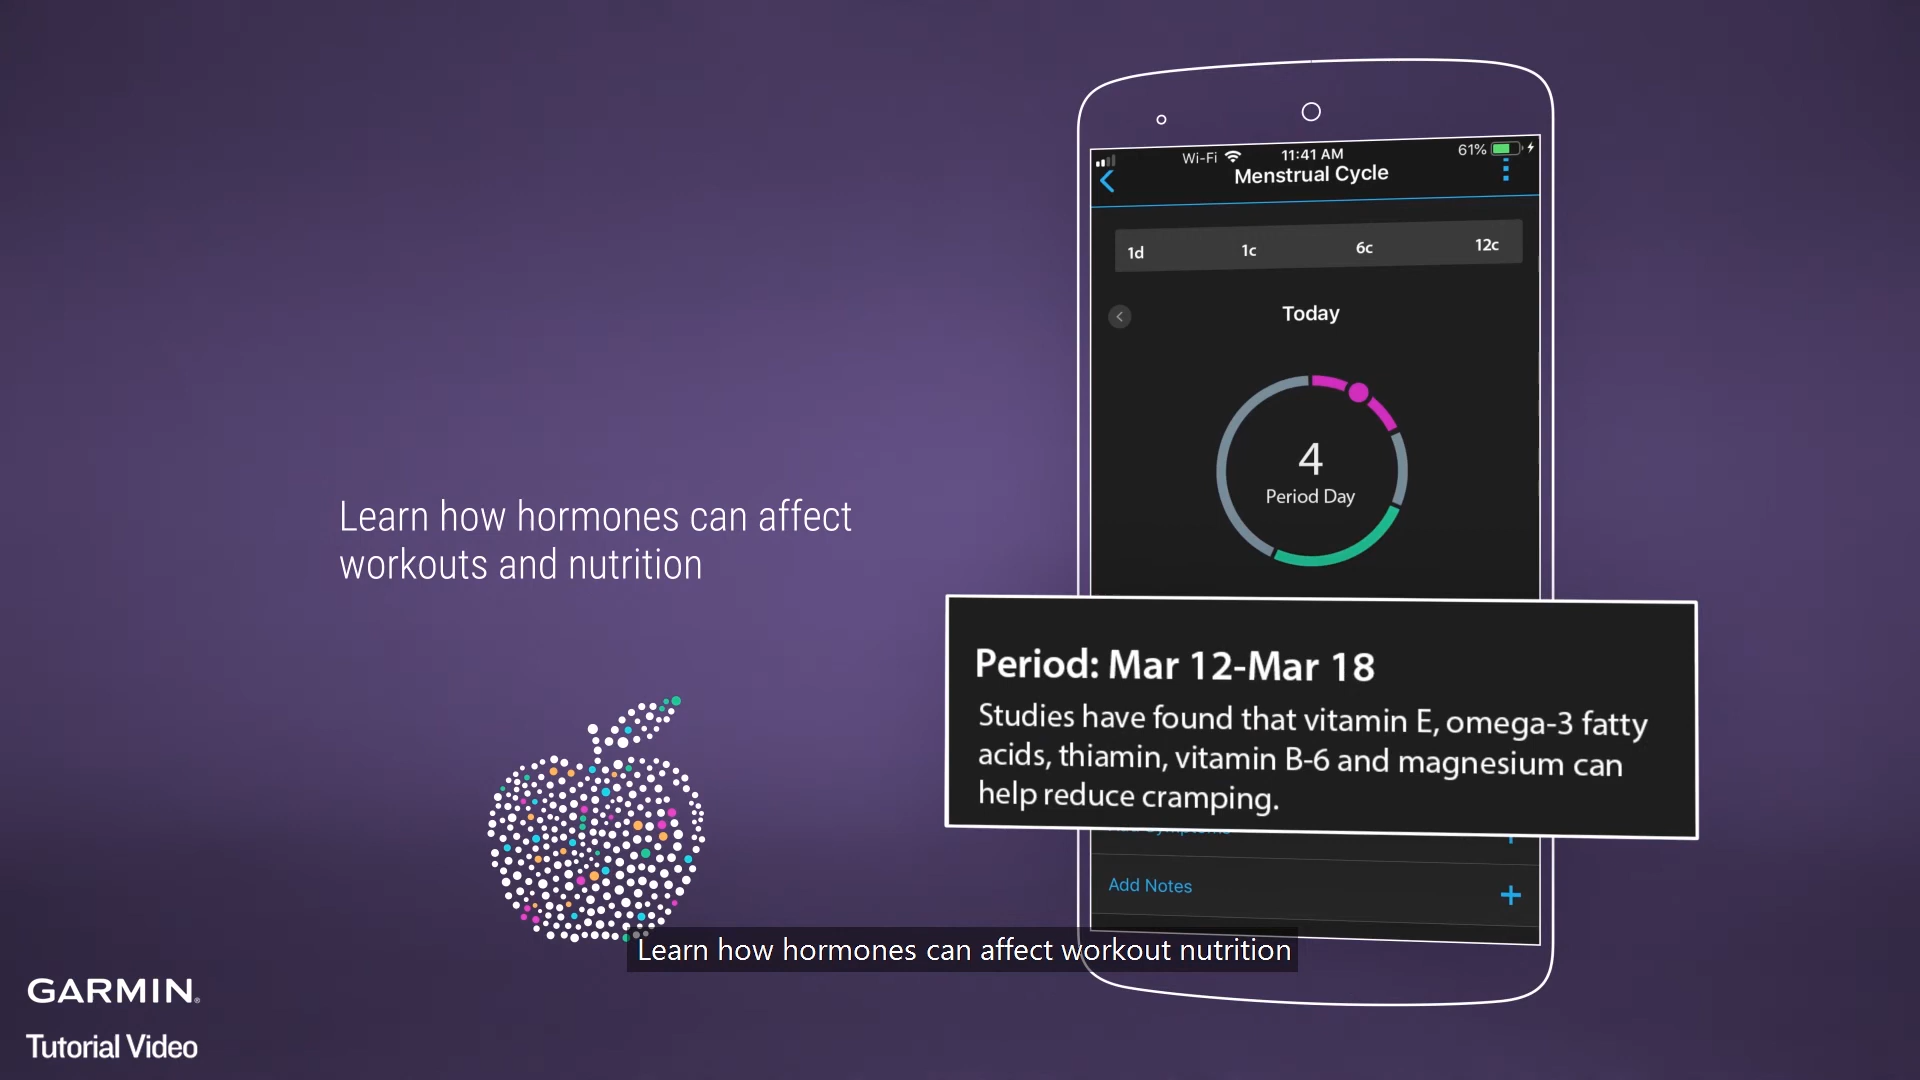 Learn how hormones can affect
workouts and nutrition
Wi-Fi 11:41 AM 61%
Menstrual Cycle
1d 1c 6c 12c
Today
4
Period Day
Period: Mar 12-Mar 18
Studies have found that vitamin E, omega-3 fatty
acids, thiamin, vitamin B-6 and magnesium can
help reduce cramping.
Add Notes
Learn how hormones can affect workout nutrition
GARMIN®
Tutorial Video